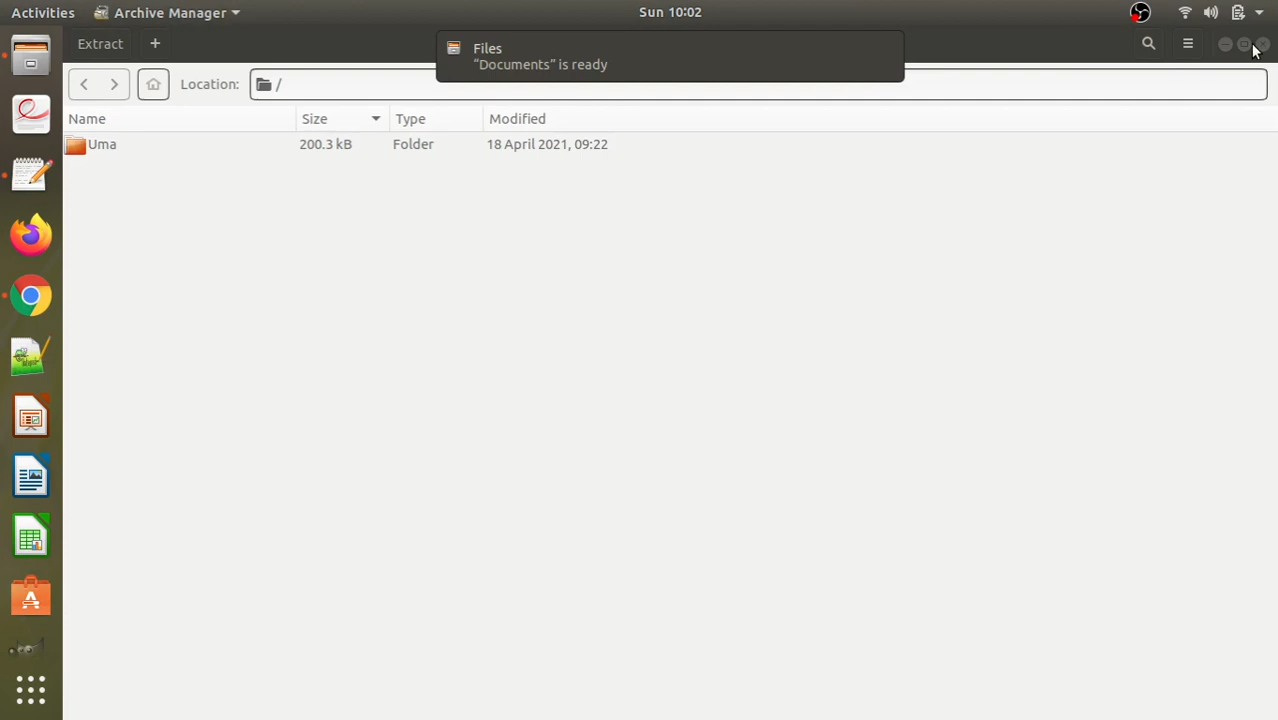 Activities
Archive Manager
Sun 10:02
Extract
Files
“Documents” is ready
Location:
/
Name
Size
Type
Modified
Uma
200.3 kB
Folder
18 April 2021, 09:22